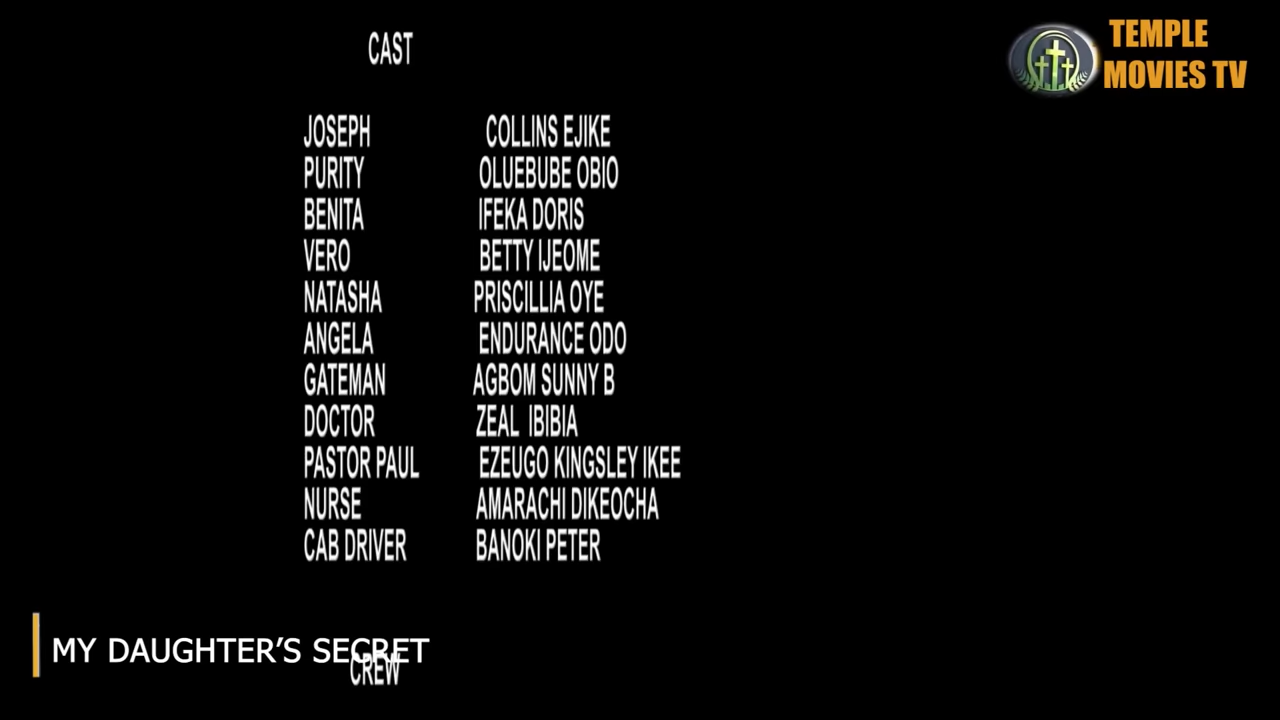 CAST
TEMPLE
MOVIES TV
JOSEPH COLLINS EJIKE
PURITY OLUEBUBE OBIO
BENITA IFEKA DORIS
VERO BETTY IJEOME
NATASHA PRISCILLIA OYE
ANGELA ENDURANCE ODO
GATEMAN AGBOM SUNNY B
DOCTOR ZEAL IBIBIA
PASTOR PAUL EZEUGO KINGSLEY IKEE
NURSE AMARACHI DIKEOCHA
CAB DRIVER BANOKI PETER
MY DAUGHTER'S SECRET
CREW